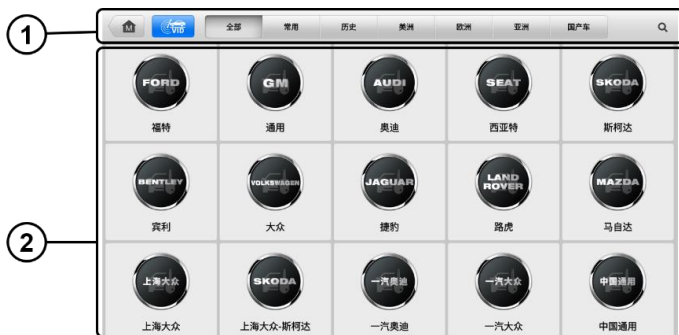 1
M
VID
全部 常用 历史 美洲 欧洲 亚洲 国产车
2
FORD GM AUDI SEAT SKODA
福特 通用 奥迪 西亚特 斯柯达
BENTLEY VOLKSWAGEN JAGUAR LAND ROVER MAZDA
宾利 大众 捷豹 路虎 马自达
上海大众 SKODA 一汽奥迪 一汽大众 中国通用
上海大众 上海大众-斯柯达 一汽奥迪 一汽大众 中国通用